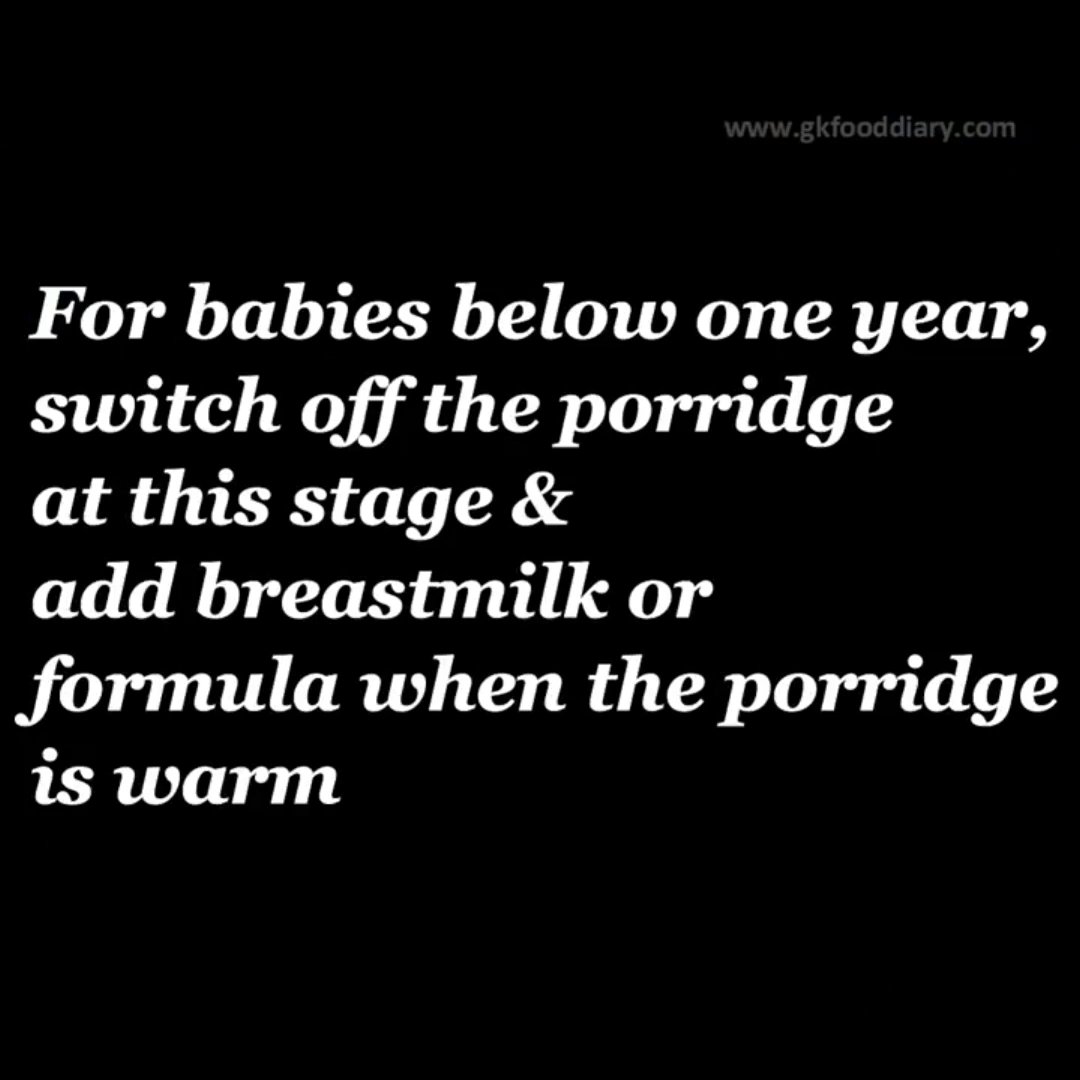 www.gkfooddiary.com
For babies below one year,
switch off the porridge
at this stage &
add breastmilk or
formula when the porridge
is warm